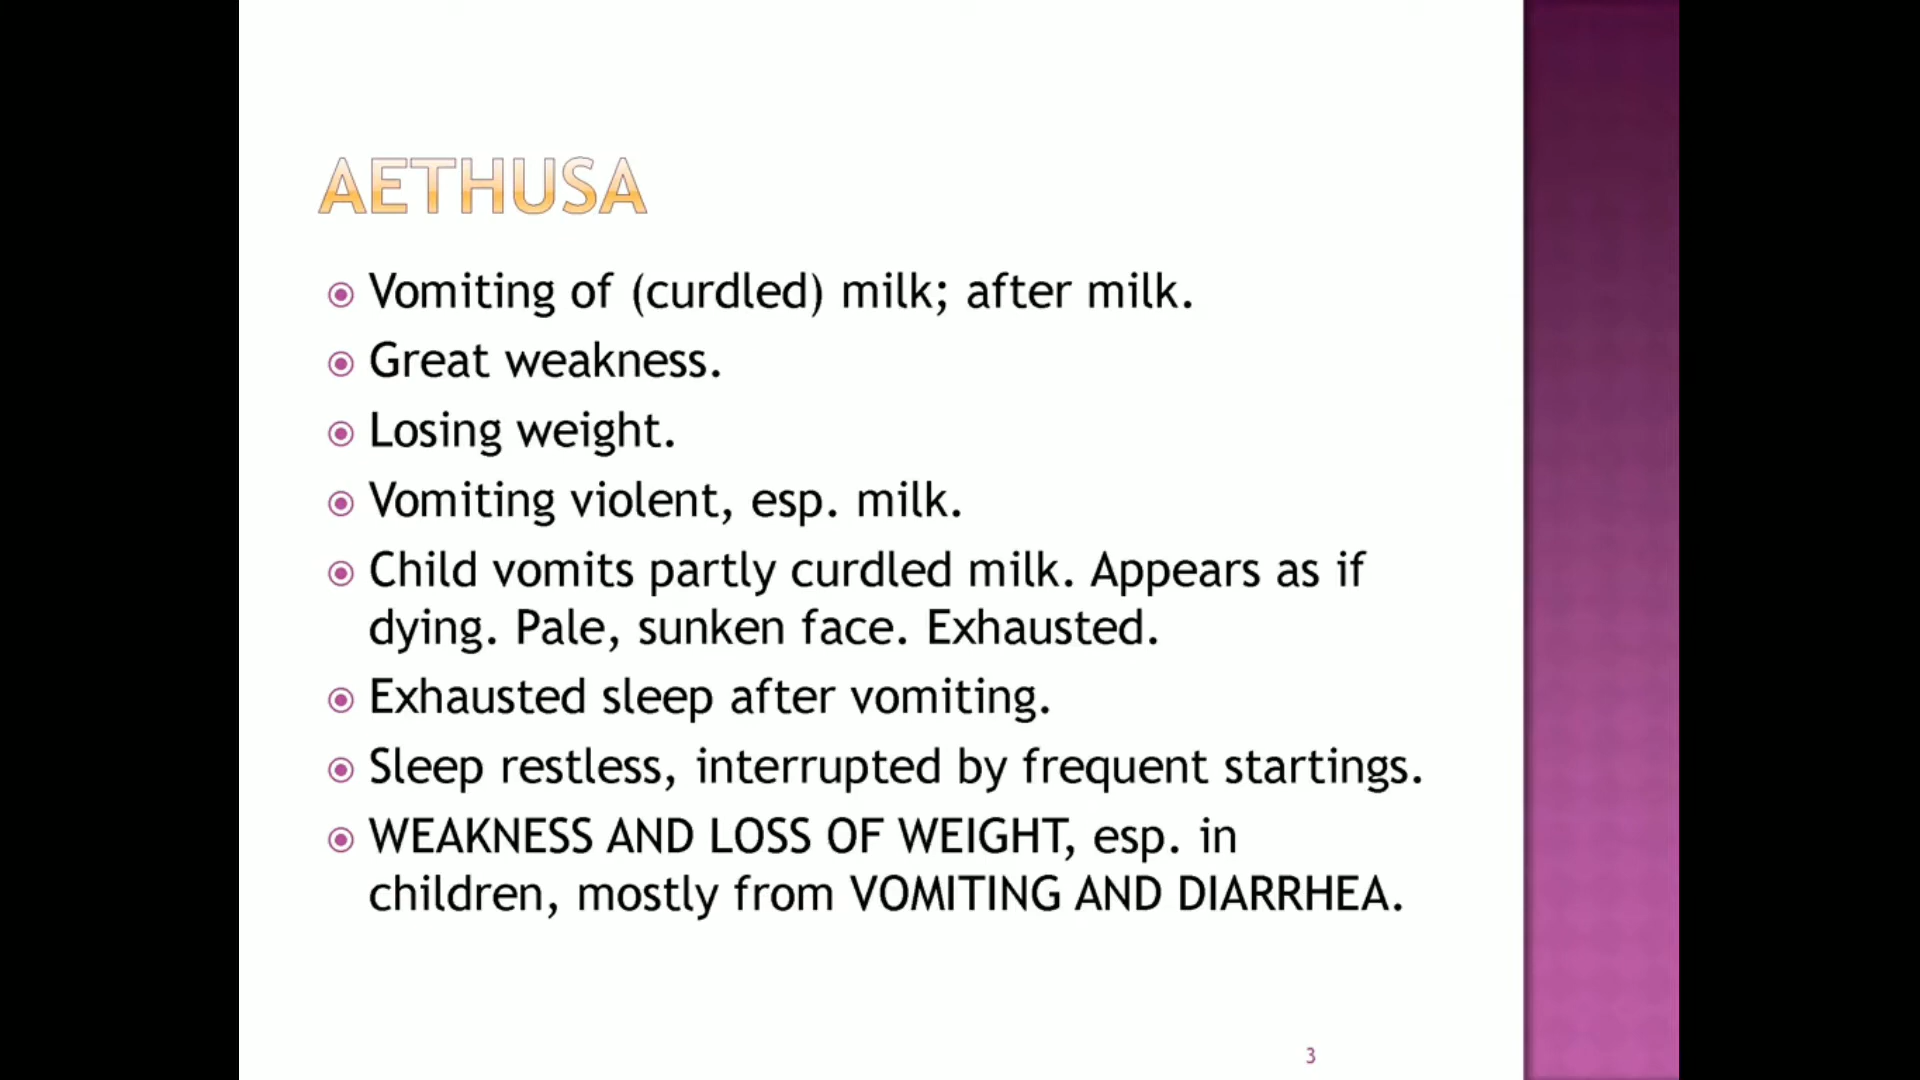 AETHUSA
Vomiting of (curdled) milk; after milk.
Great weakness.
Losing weight.
Vomiting violent, esp. milk.
Child vomits partly curdled milk. Appears as if
dying. Pale, sunken face. Exhausted.
Exhausted sleep after vomiting.
Sleep restless, interrupted by frequent startings.
WEAKNESS AND LOSS OF WEIGHT, esp. in
children, mostly from VOMITING AND DIARRHEA.
3